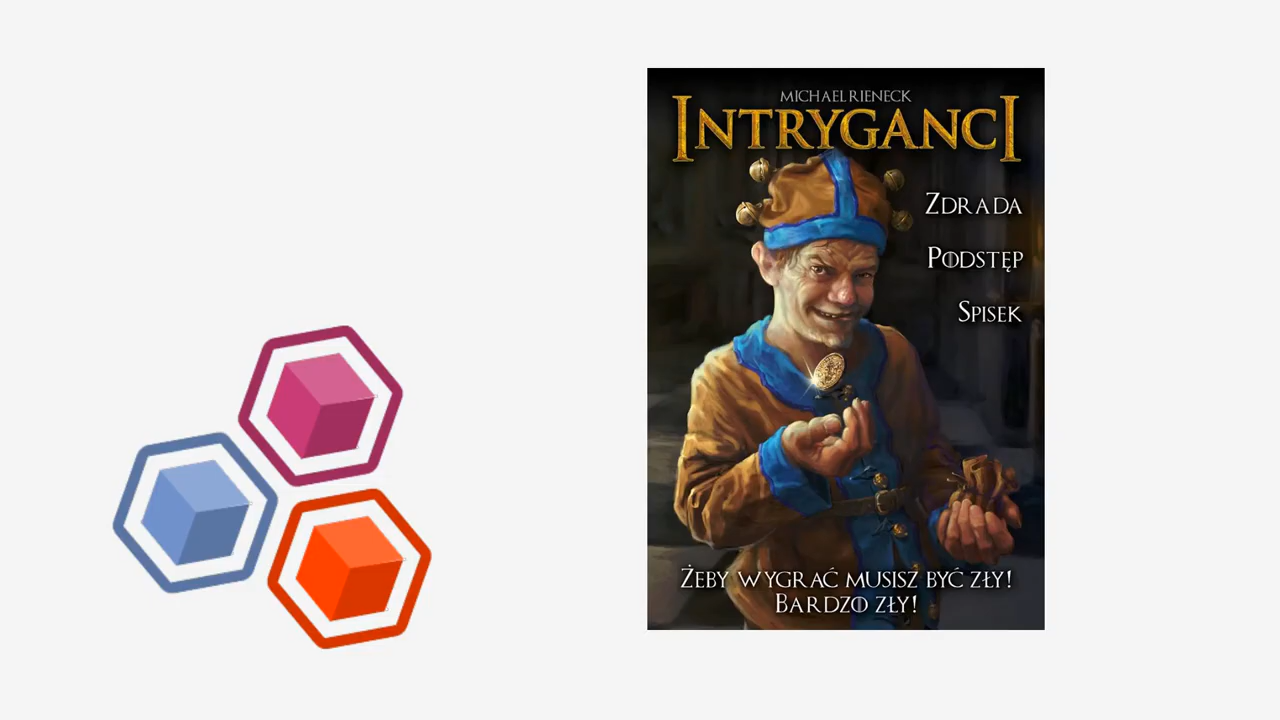 MICHAEL RIENECK
INTRYGANCI
ZDRADA
PODSTĘP
SPISEK
ŻEBY WYGRAĆ MUSISZ BYĆ ZŁY!
BARDZO ZŁY!